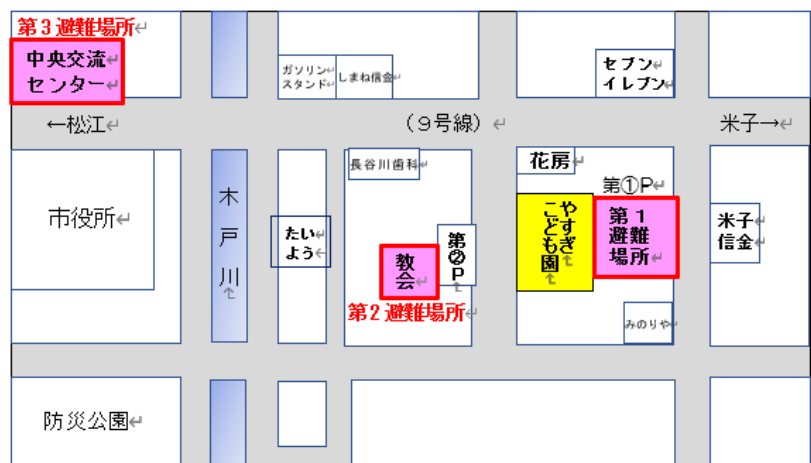 第３避難場所
中央交流
センター
ガソリン
スタンド
しまね信金
セブン
イレブン
←松江
（９号線）
米子→
市役所
木戸川
たい
よう
長谷川歯科
教会
第②P
第２避難場所
花房
第①P
やすぎ
こども園
第１
避難
場所
米子
信金
みのりや
防災公園